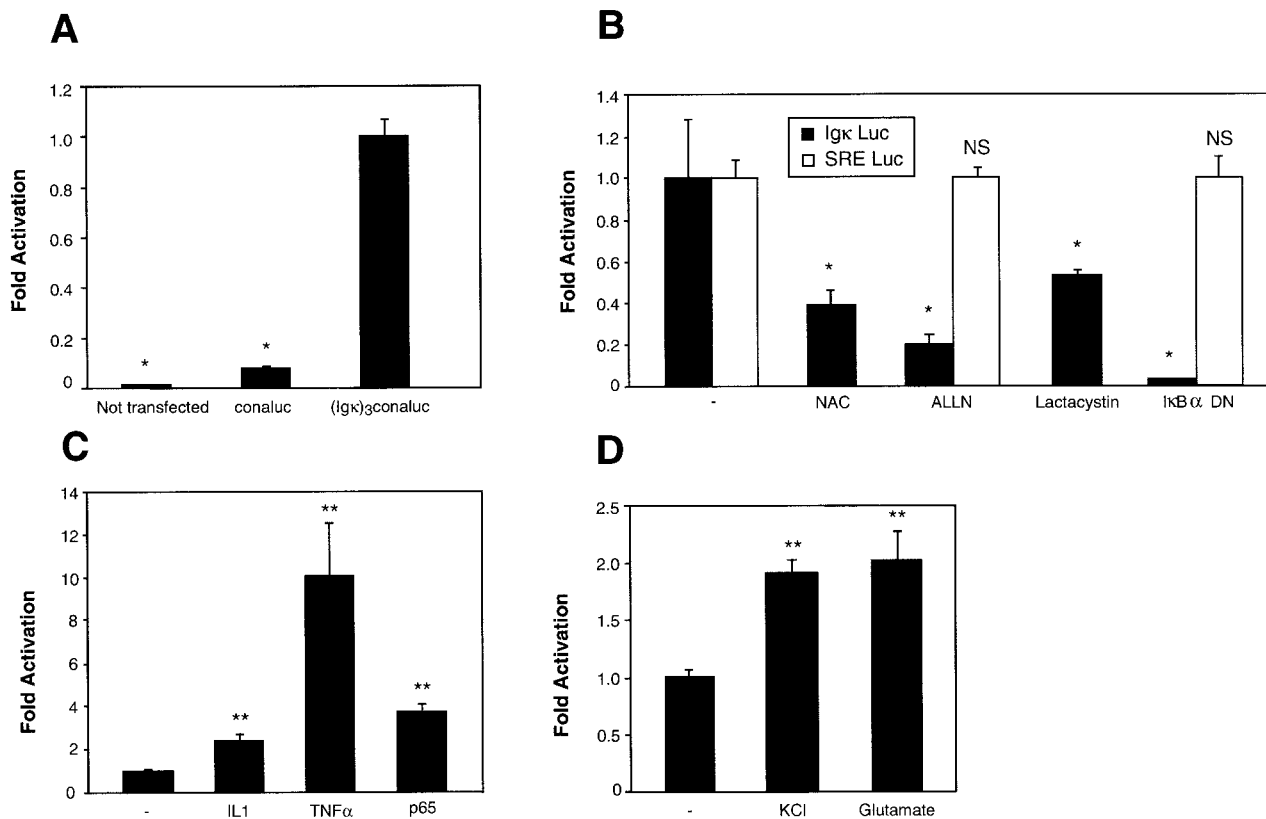 A
Fold Activation
1.2
1.0
0.8
0.6
0.4
0.2
0
*
*
Not transfected
conaluc
(Igκ)3conaluc
B
Fold Activation
1.4
1.2
1.0
0.8
0.6
0.4
0.2
0
Igκ Luc
SRE Luc
*
*
NS
*
*
NS
-
NAC
ALLN
Lactacystin
IκBα DN
C
Fold Activation
14
12
10
8
6
4
2
0
**
**
**
-
IL1
TNFα
p65
D
Fold Activation
2.5
2.0
1.5
1.0
0.5
0
**
**
-
KCl
Glutamate